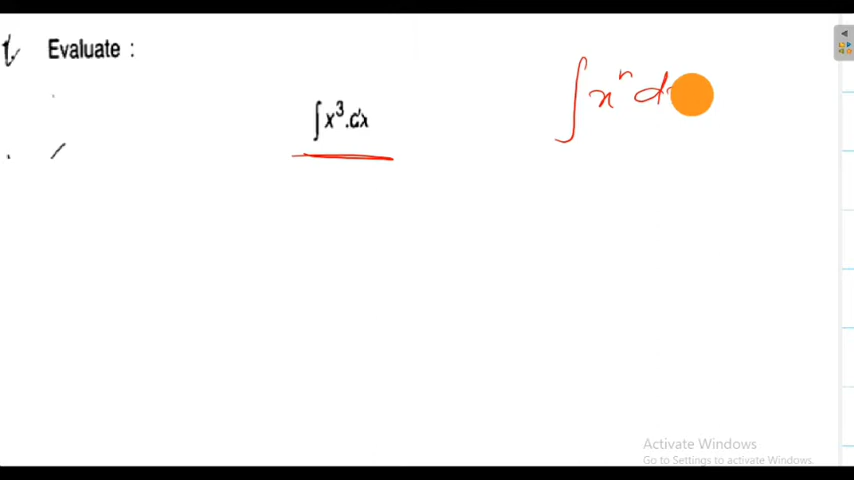 Evaluate :
∫x³.dx
∫xⁿ d
Activate Windows
Go to Settings to activate Windows.